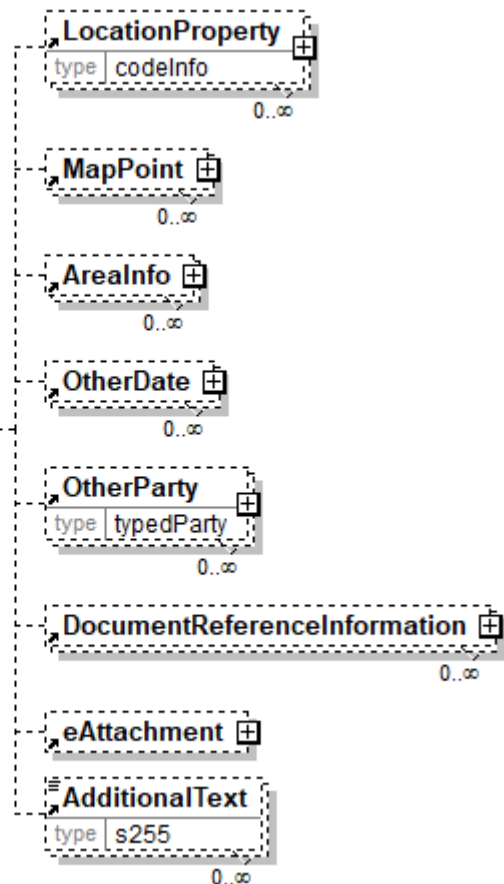 LocationProperty
type codeInfo
0..∞
MapPoint
0..∞
AreaInfo
0..∞
OtherDate
0..∞
OtherParty
type typedParty
0..∞
DocumentReferenceInformation
0..∞
eAttachment
AdditionalText
type s255
0..∞